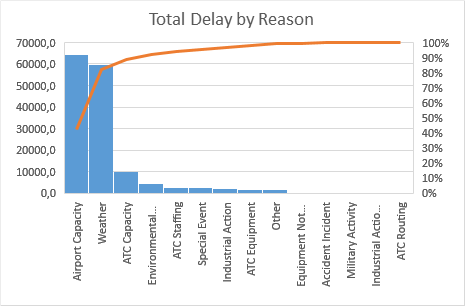 Total Delay by Reason
70000,0
60000,0
50000,0
40000,0
30000,0
20000,0
10000,0
0,0
100%
90%
80%
70%
60%
50%
40%
30%
20%
10%
0%
Airport Capacity
Weather
ATC Capacity
Environmental...
ATC Staffing
Special Event
Industrial Action
ATC Equipment
Other
Equipment Not...
Accident Incident
Military Activity
Industrial Actio...
ATC Routing